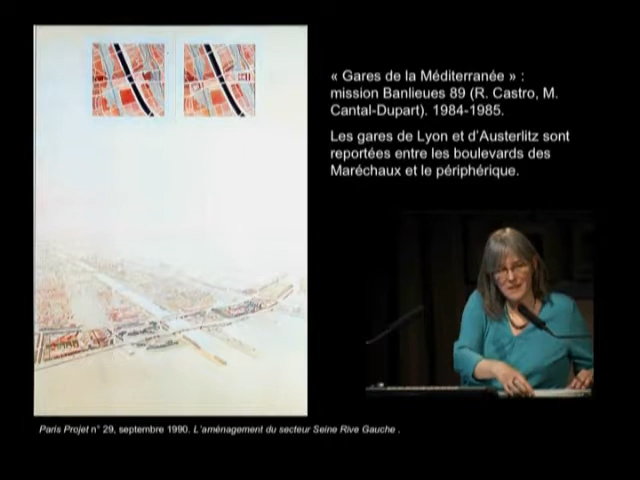 « Gares de la Méditerranée » :
mission Banlieues 89 (R. Castro, M.
Cantal-Dupart). 1984-1985.
Les gares de Lyon et d'Austerlitz sont
reportées entre les boulevards des
Maréchaux et le périphérique.
Paris Projet n° 29, septembre 1990. L'aménagement du secteur Seine Rive Gauche .